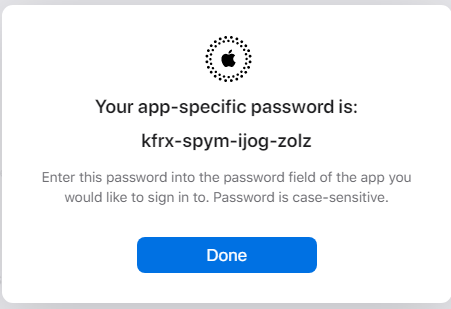 Your app-specific password is:
kfrx-spym-ijog-zolz
Enter this password into the password field of the app you
would like to sign in to. Password is case-sensitive.
Done